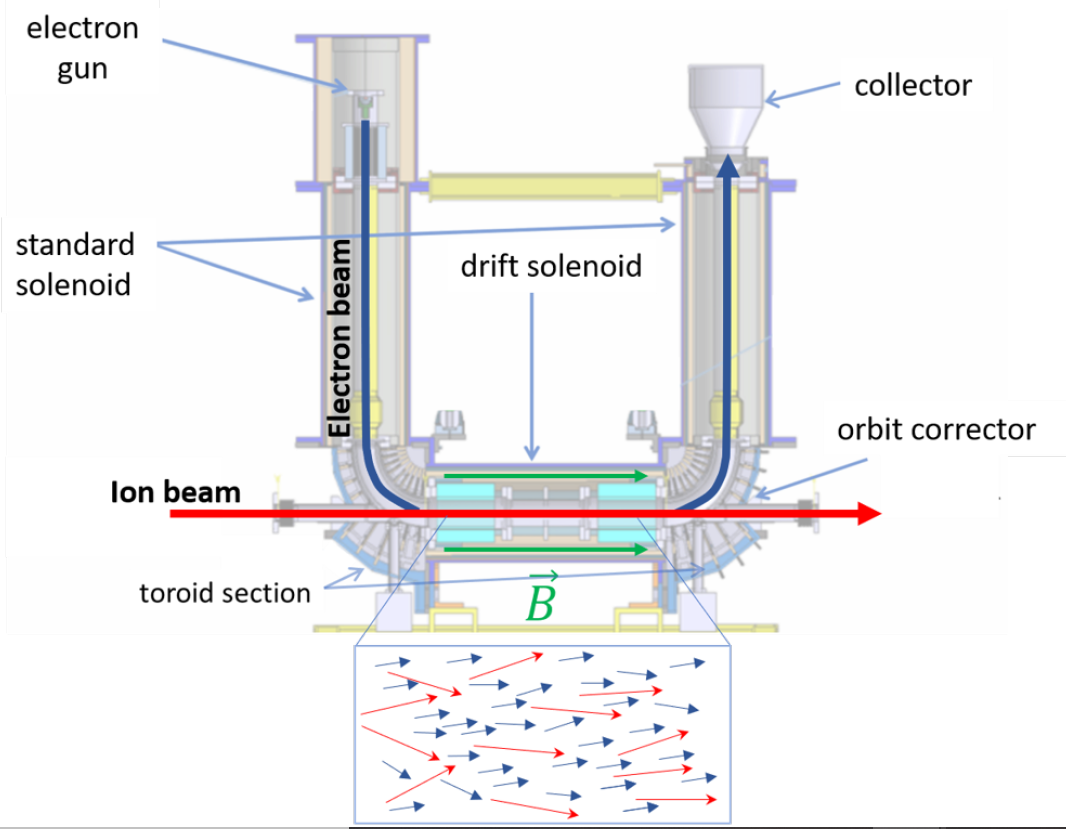 electron
gun
collector
standard
solenoid
Electron beam
drift solenoid
orbit corrector
Ion beam
toroid section
B⃗